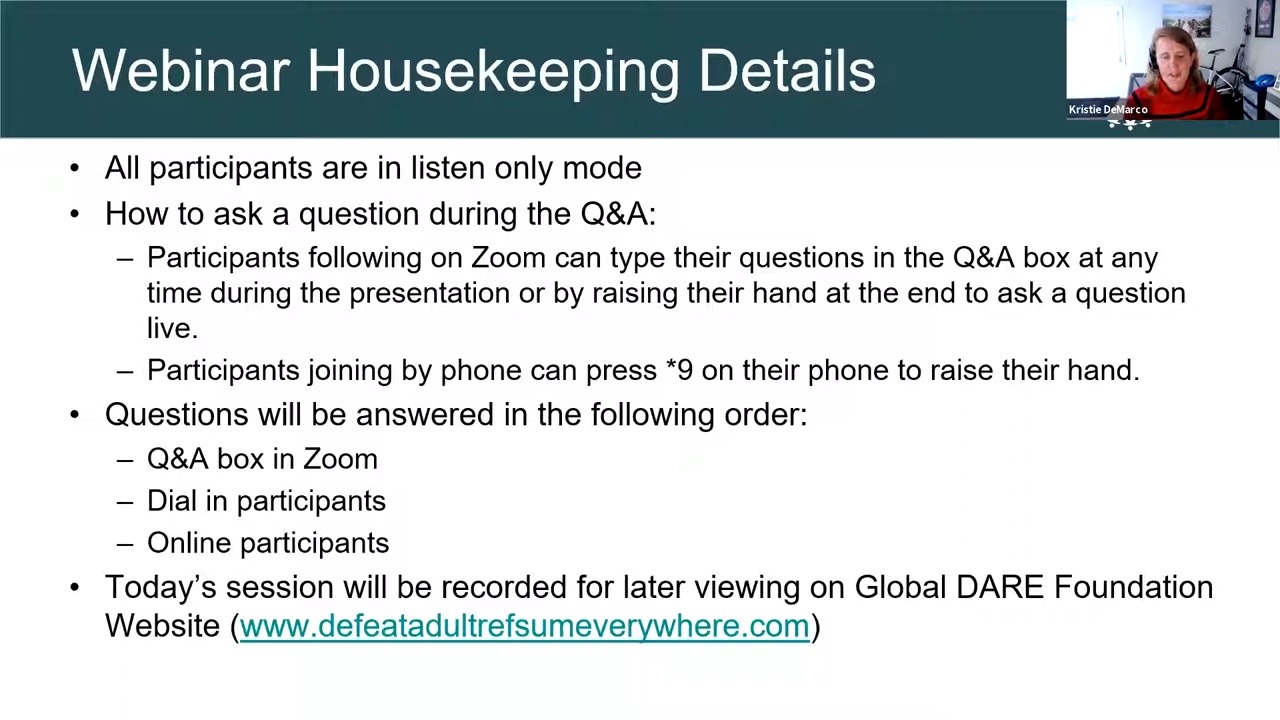 Webinar Housekeeping Details
Kristie DeMarco
• All participants are in listen only mode
• How to ask a question during the Q&A:
– Participants following on Zoom can type their questions in the Q&A box at any
time during the presentation or by raising their hand at the end to ask a question
live.
– Participants joining by phone can press *9 on their phone to raise their hand.
• Questions will be answered in the following order:
– Q&A box in Zoom
– Dial in participants
– Online participants
• Today’s session will be recorded for later viewing on Global DARE Foundation
Website (www.defeatadultrefsumeverywhere.com)